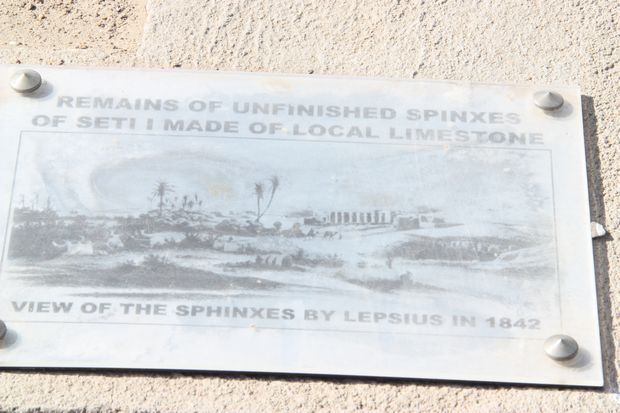 REMAINS OF UNFINISHED SPINXES
OF SETI I MADE OF LOCAL LIMESTONE
VIEW OF THE SPHINXES BY LEPSIUS IN 1842